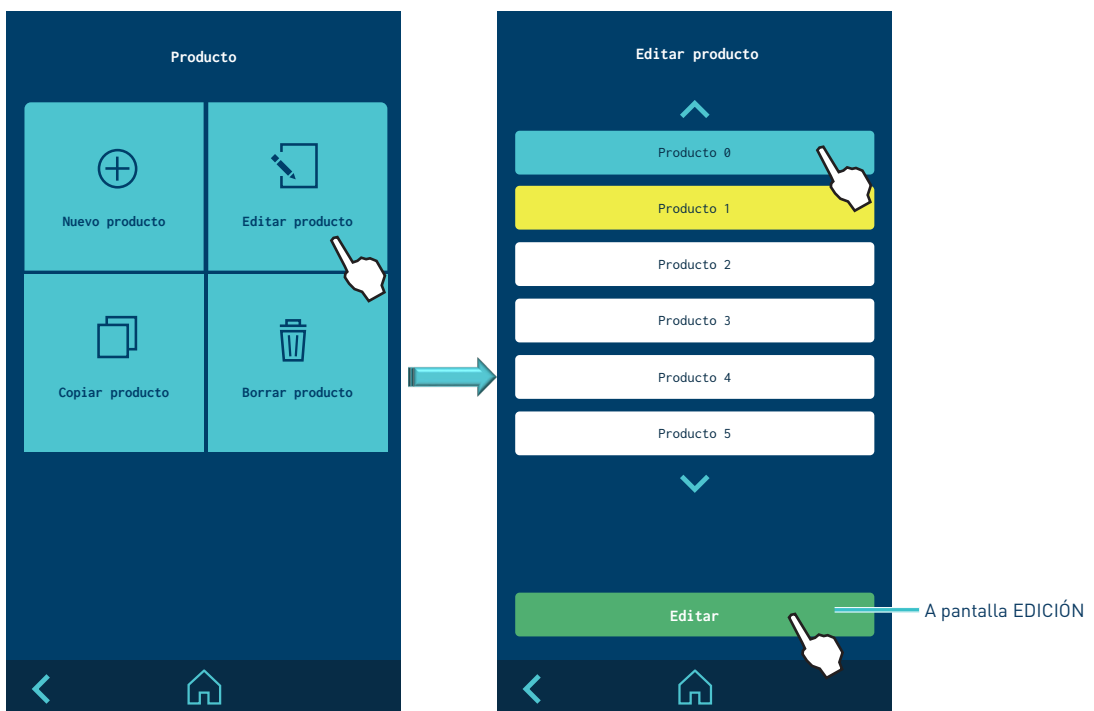 Producto
Nuevo producto
Editar producto
Copiar producto
Borrar producto
Editar producto
Producto 0
Producto 1
Producto 2
Producto 3
Producto 4
Producto 5
Editar
A pantalla EDICIÓN